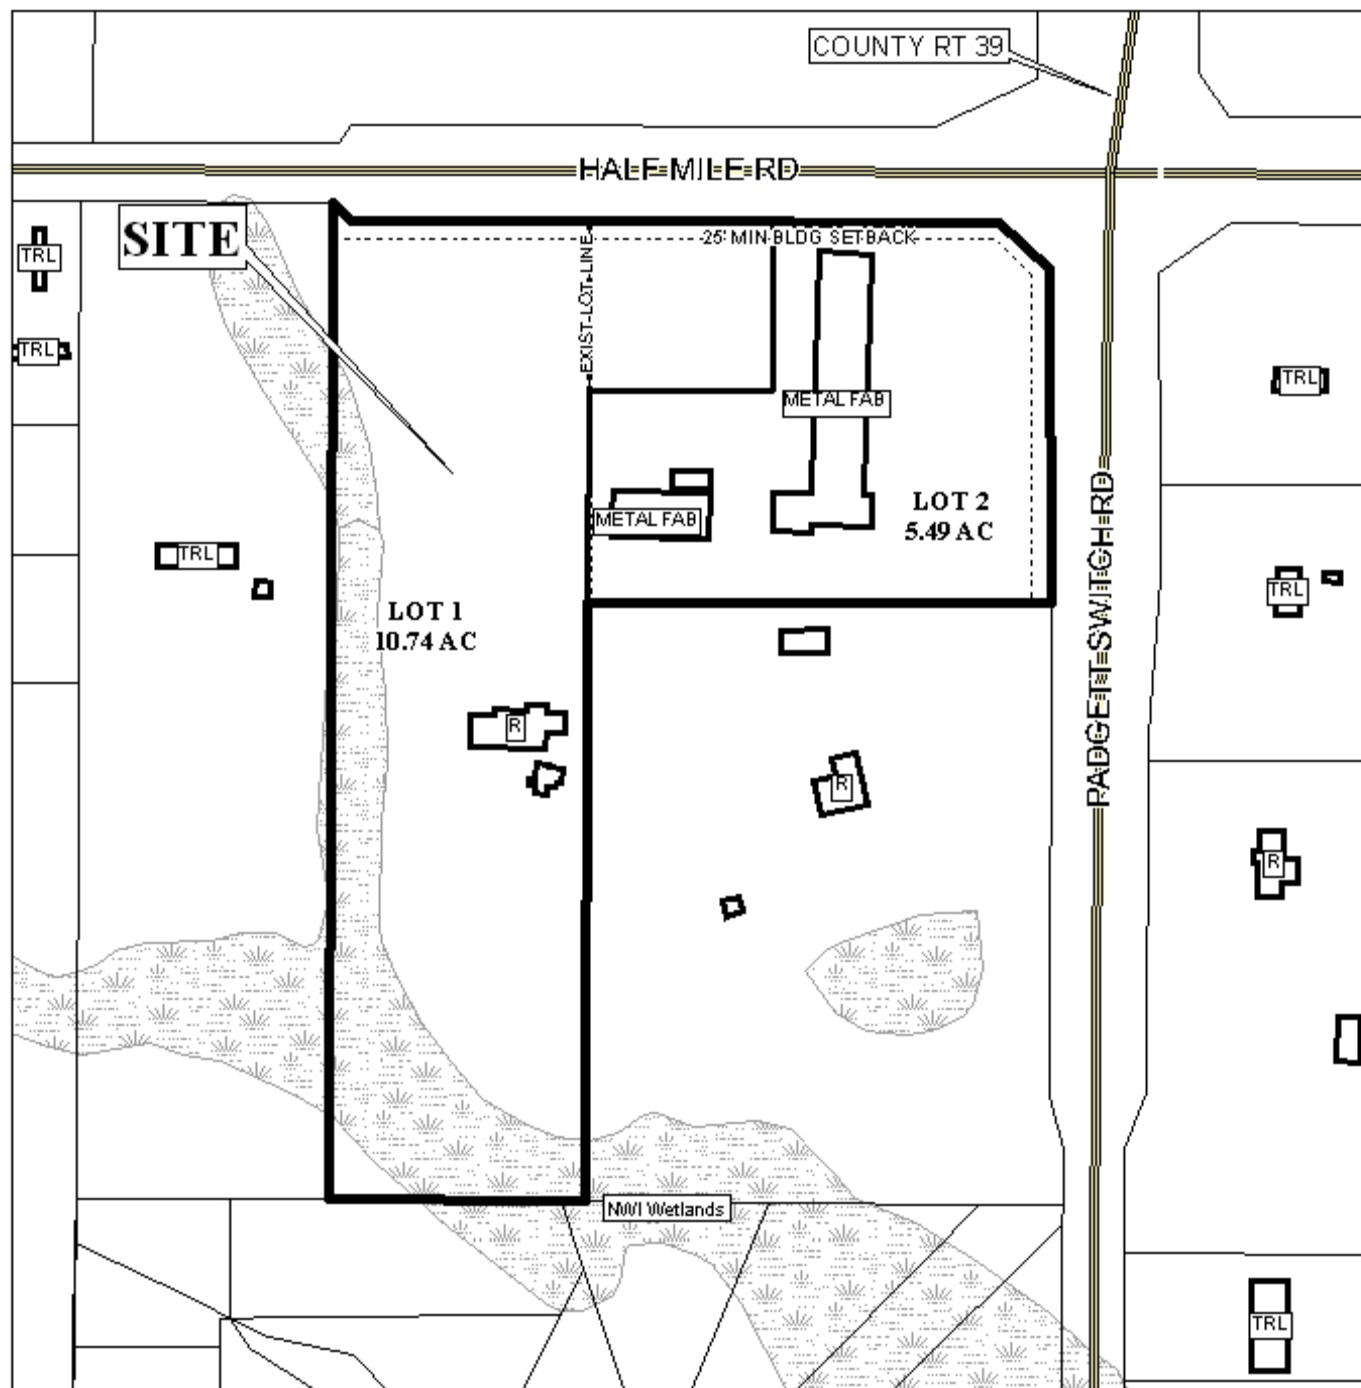 COUNTY RT 39
HALF MILE RD
SITE
25' MIN BLDG SETBACK
TRL
EXIST LOT LINE
TRL
TRL
METAL FAB
LOT 2
5.49 AC
METAL FAB
PADGETT SWITCH RD
TRL
TRL
LOT 1
10.74 AC
R
R
R
NWI Wetlands
TRL